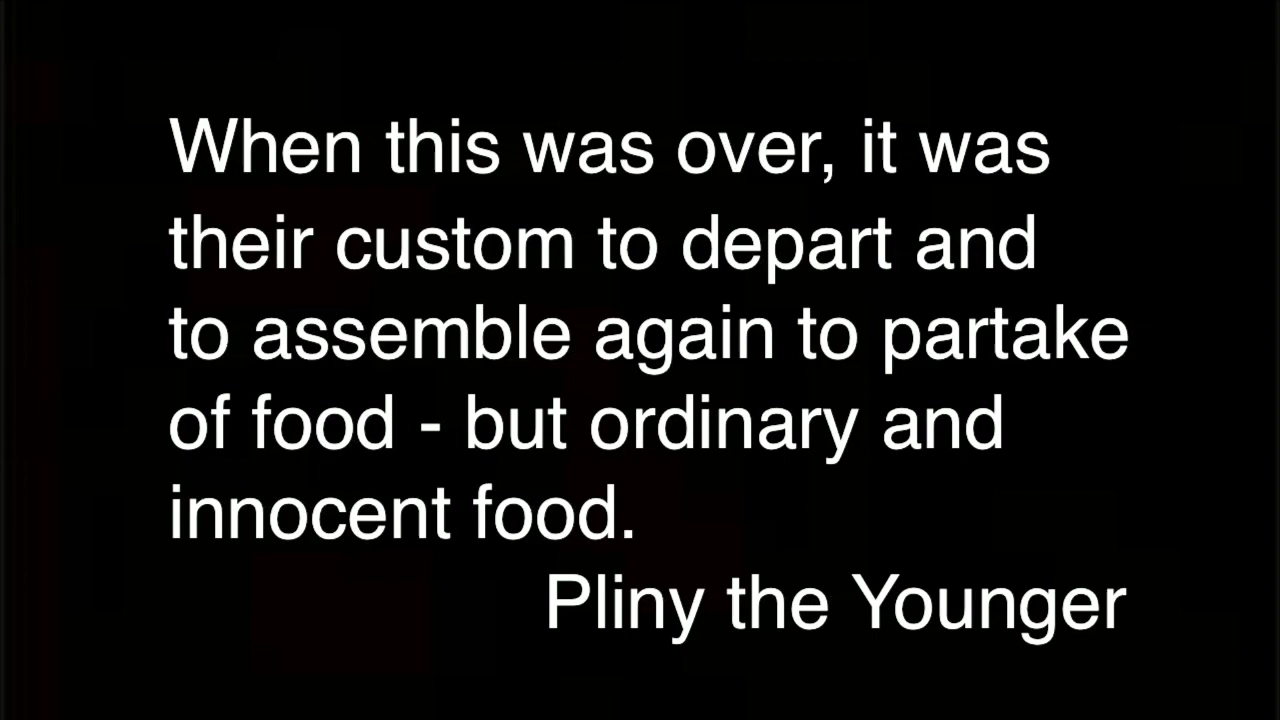 When this was over, it was
their custom to depart and
to assemble again to partake
of food - but ordinary and
innocent food.
Pliny the Younger